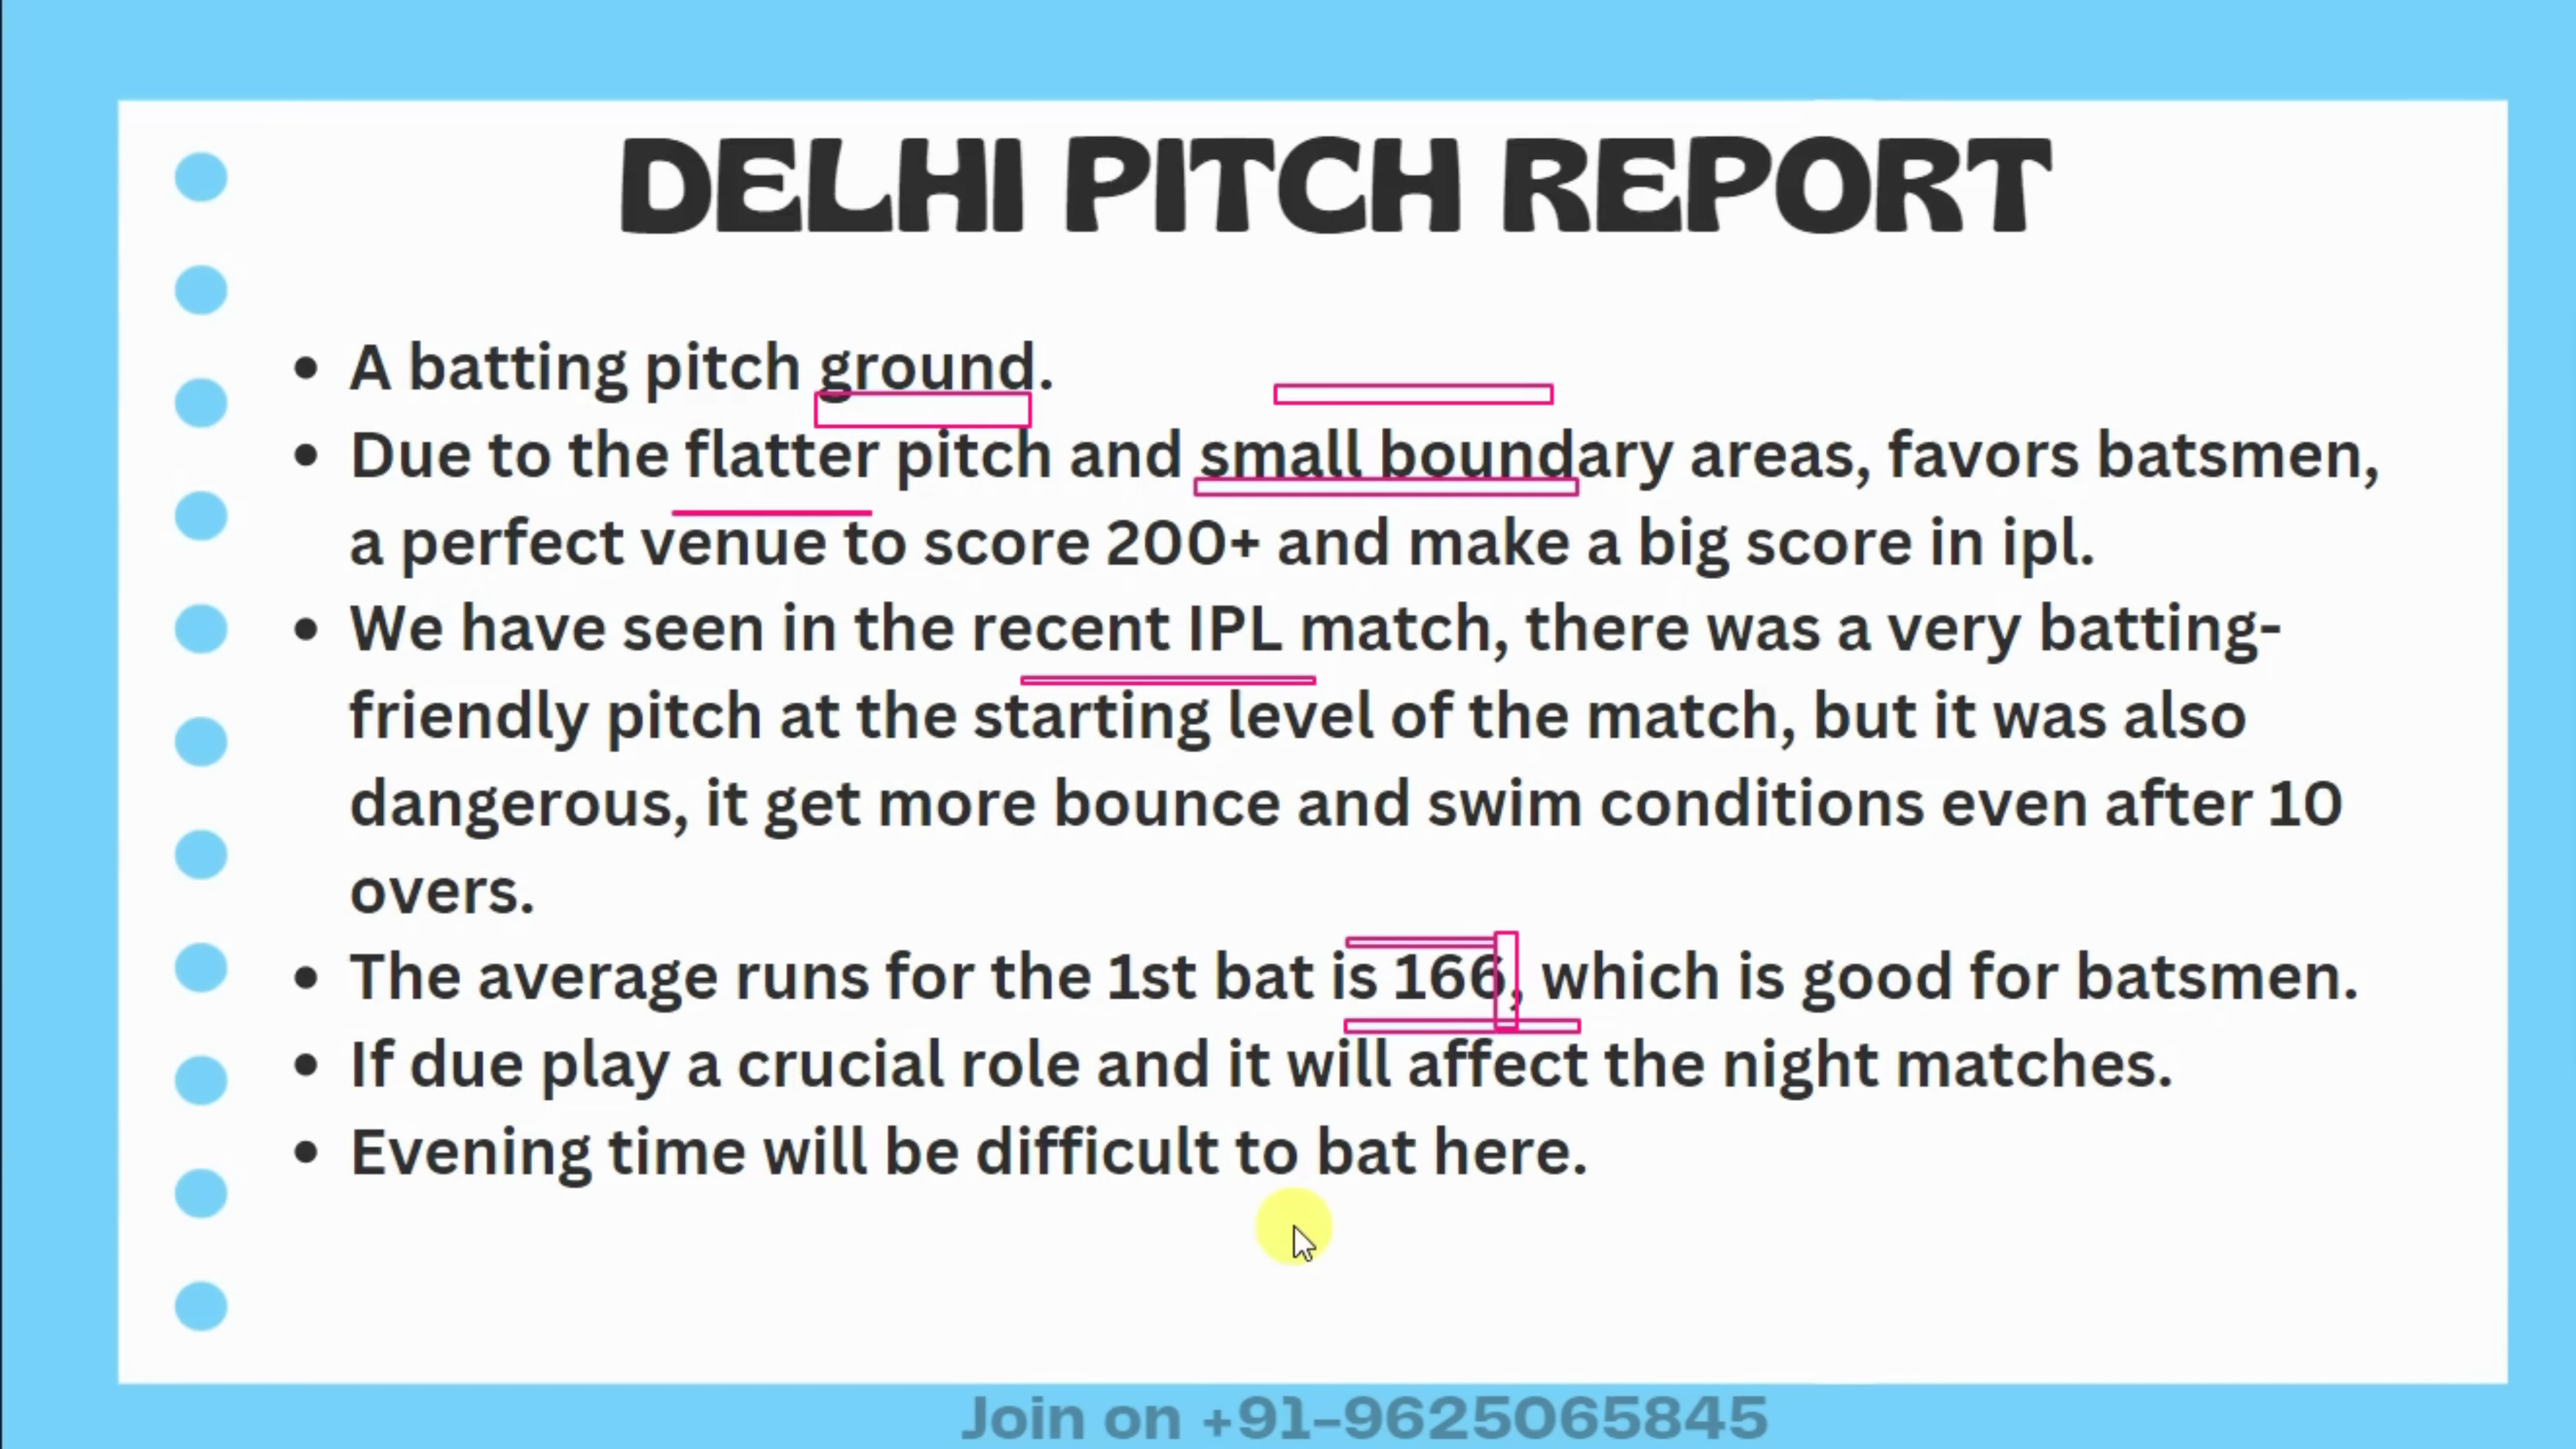 DELHI PITCH REPORT
• A batting pitch ground.
• Due to the flatter pitch and small boundary areas, favors batsmen,
a perfect venue to score 200+ and make a big score in ipl.
• We have seen in the recent IPL match, there was a very batting-
friendly pitch at the starting level of the match, but it was also
dangerous, it get more bounce and swim conditions even after 10
overs.
• The average runs for the 1st bat is 166, which is good for batsmen.
• If due play a crucial role and it will affect the night matches.
• Evening time will be difficult to bat here.
Join on +91-9625065845